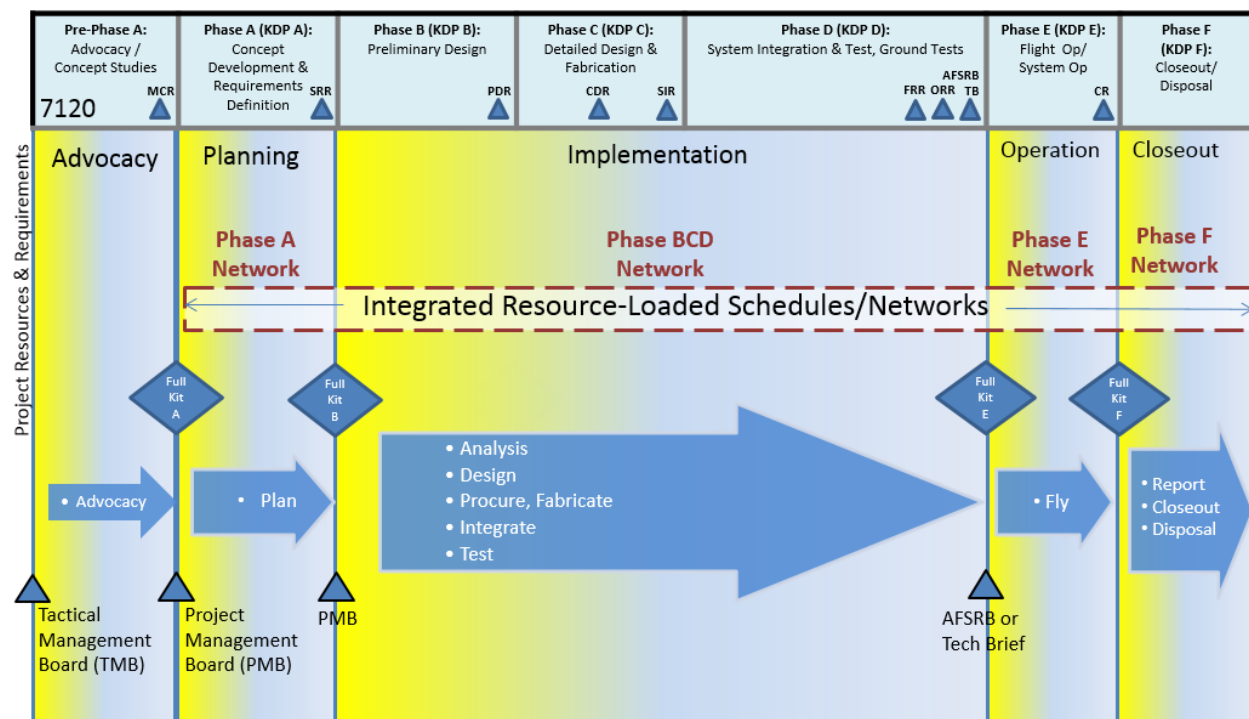 Pre-Phase A:
Advocacy /
Concept Studies
MCR
7120
Phase A (KDP A):
Concept
Development &
Requirements
Definition
SRR
Phase B (KDP B):
Preliminary Design
PDR
Phase C (KDP C):
Detailed Design &
Fabrication
CDR
SIR
Phase D (KDP D):
System Integration & Test, Ground Tests
FRR
ORR
AFSRB
TB
Phase E (KDP E):
Flight Op/
System Op
CR
Phase F
(KDP F):
Closeout/
Disposal
Project Resources & Requirements
Advocacy
Planning
Implementation
Operation
Closeout
Phase A
Network
Phase BCD
Network
Phase E
Network
Phase F
Network
Integrated Resource-Loaded Schedules/Networks
Full
Kit
A
Full
Kit
B
Full
Kit
E
Full
Kit
F
• Advocacy
• Plan
• Analysis
• Design
• Procure, Fabricate
• Integrate
• Test
• Fly
• Report
• Closeout
• Disposal
Tactical
Management
Board (TMB)
Project
Management
Board (PMB)
PMB
AFSRB or
Tech Brief